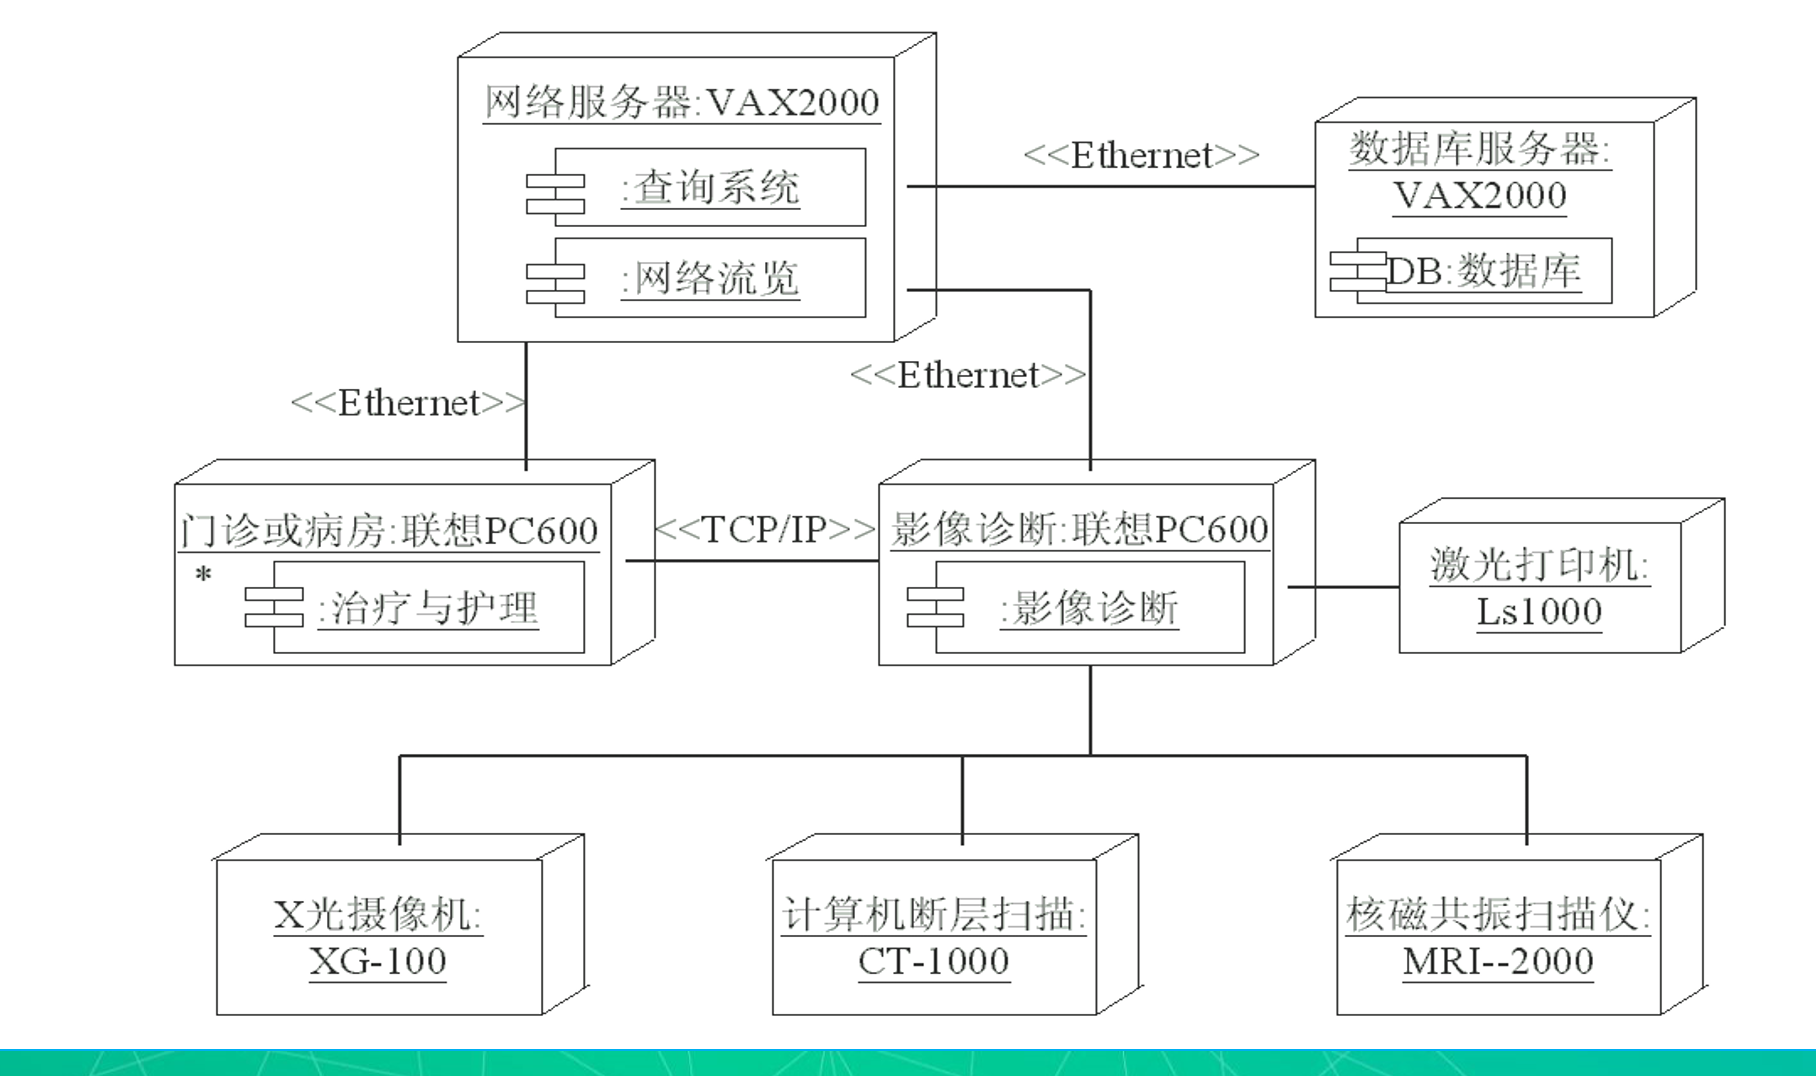 网络服务器:VAX2000
:查询系统
:网络流览
<<Ethernet>>
数据库服务器:
VAX2000
DB:数据库
<<Ethernet>>
<<Ethernet>>
门诊或病房:联想PC600
*
:治疗与护理
<<TCP/IP>>
影像诊断:联想PC600
:影像诊断
激光打印机:
Ls1000
X光摄像机:
XG-100
计算机断层扫描:
CT-1000
核磁共振扫描仪:
MRI--2000